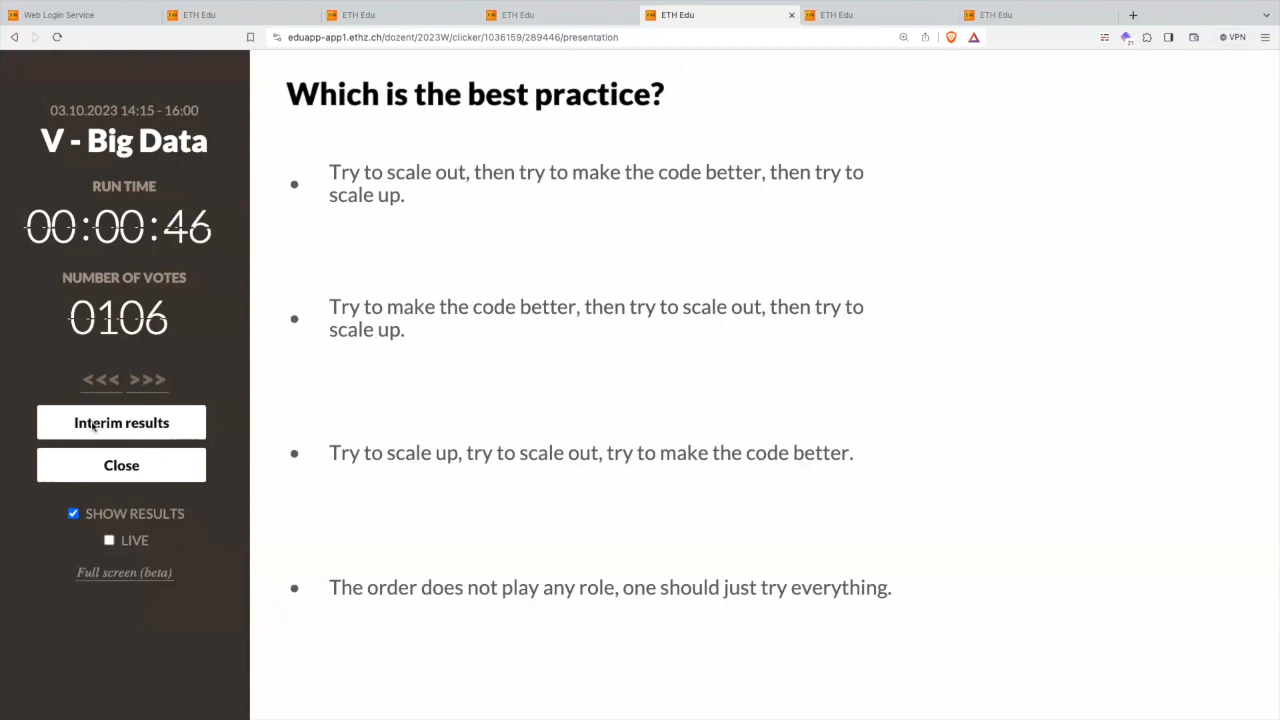 Web Login Service
ETH Edu
ETH Edu
ETH Edu
ETH Edu
ETH Edu
ETH Edu
eduapp-app1.ethz.ch/dozent/2023W/clicker/1036159/289446/presentation
21
VPN
03.10.2023 14:15 - 16:00
V - Big Data
RUN TIME
00:00:46
NUMBER OF VOTES
0106
<<< >>>
Interim results
Close
SHOW RESULTS
LIVE
Full screen (beta)
Which is the best practice?
Try to scale out, then try to make the code better, then try to
scale up.
Try to make the code better, then try to scale out, then try to
scale up.
Try to scale up, try to scale out, try to make the code better.
The order does not play any role, one should just try everything.